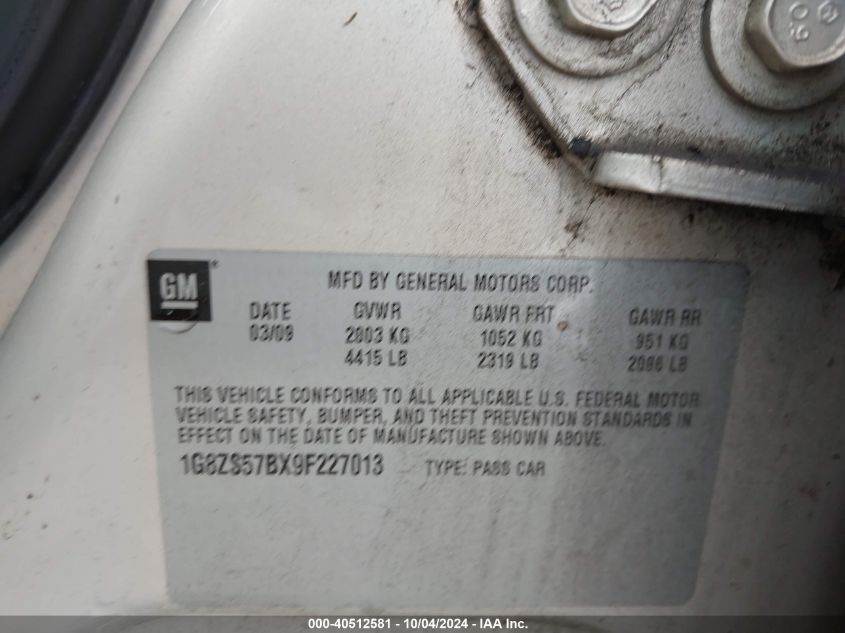 09
GM
MFD BY GENERAL MOTORS CORP.
DATE GVWR GAWR FRT GAWR RR
03/09 2003 KG 1052 KG 951 KG
4415 LB 2319 LB 2096 LB
THIS VEHICLE CONFORMS TO ALL APPLICABLE U.S. FEDERAL MOTOR
VEHICLE SAFETY, BUMPER, AND THEFT PREVENTION STANDARDS IN
EFFECT ON THE DATE OF MANUFACTURE SHOWN ABOVE.
1G8ZS57BX9F227013 TYPE: PASS CAR
000-40512581 - 10/04/2024 - IAA Inc.